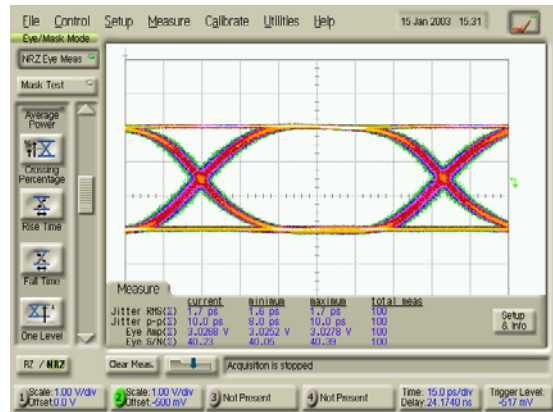 File Control Setup Measure Calibrate Utilities Help 15 Jan 2003 15:31
Eye/Mask Mode
NRZ Eye Meas
Mask Test
Average
Power
Crossing
Percentage
Rise Time
Fall Time
One Level
Measure
current minimum maximum total meas
Jitter RMS(Σ) 1.7 ps 1.6 ps 1.7 ps 100
Jitter p-p(Σ) 10.0 ps 8.0 ps 10.0 ps 100
Eye Amp(Σ) 3.0268 V 3.0252 V 3.0278 V 100
Eye S/N(Σ) 40.23 40.05 40.39 100
Setup
& Info
RZ / NRZ
Clear Meas.
Acquisition is stopped
1) Scale:1.00 V/div
Offset:0.0 V
2) Scale:1.00 V/div
Offset:-500 mV
3) Not Present
4) Not Present
Time: 15.0 ps/div
Delay:24.1740 ns
Trigger Level:
-517 mV